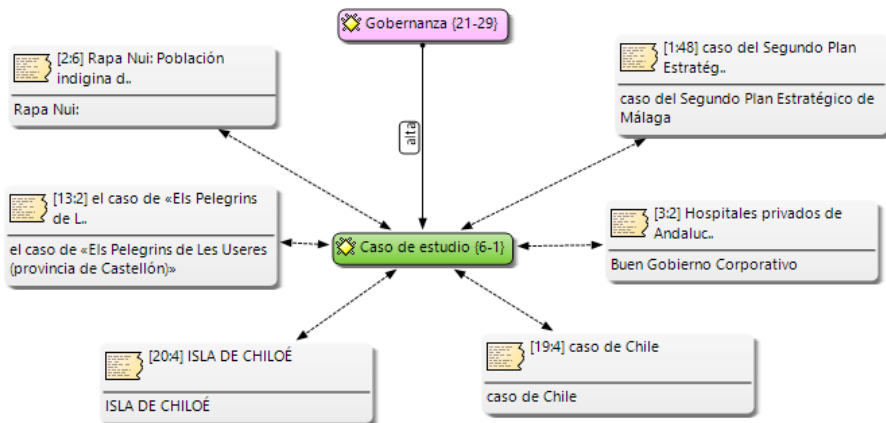 Gobernanza {21-29}
[2:6] Rapa Nui: Población
indigina d..
Rapa Nui:
[1:48] caso del Segundo Plan
Estratég..
caso del Segundo Plan Estratégico de
Málaga
alta
[13:2] el caso de «Els Pelegrins
de L..
el caso de «Els Pelegrins de Les Useres
(provincia de Castellón)»
Caso de estudio {6-1}
[3:2] Hospitales privados de
Andaluc..
Buen Gobierno Corporativo
[20:4] ISLA DE CHILOÉ
ISLA DE CHILOÉ
[19:4] caso de Chile
caso de Chile